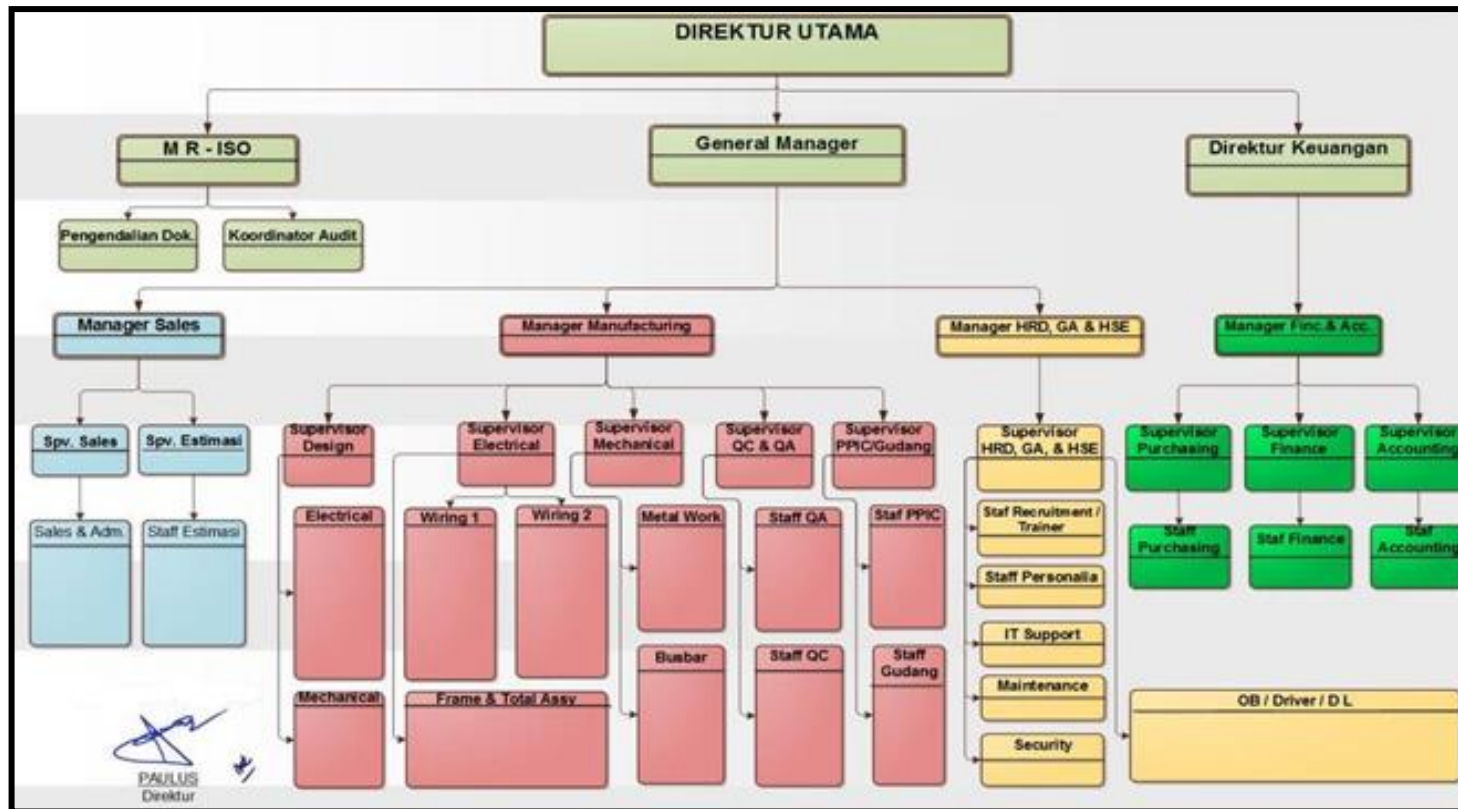 DIREKTUR UTAMA
M R - ISO
General Manager
Direktur Keuangan
Pengendalian Dok.
Koordinator Audit
Manager Sales
Manager Manufacturing
Manager HRD, GA & HSE
Manager Finc.& Acc.
Spv. Sales
Spv. Estimasi
Supervisor
Design
Supervisor
Electrical
Supervisor
Mechanical
Supervisor
QC & QA
Supervisor
PPIC/Gudang
Supervisor
HRD, GA, & HSE
Supervisor
Purchasing
Supervisor
Finance
Supervisor
Accounting
Sales & Adm.
Staff Estimasi
Electrical
Wiring 1
Wiring 2
Metal Work
Staff QA
Staf PPIC
Staf Recruitment /
Trainer
Staff
Purchasing
Staf Finance
Staf
Accounting
Staff Personalia
IT Support
Busbar
Staff QC
Staff
Gudang
Mechanical
Frame & Total Assy
Maintenance
OB / Driver / D L
Security
PAULUS
Direktur